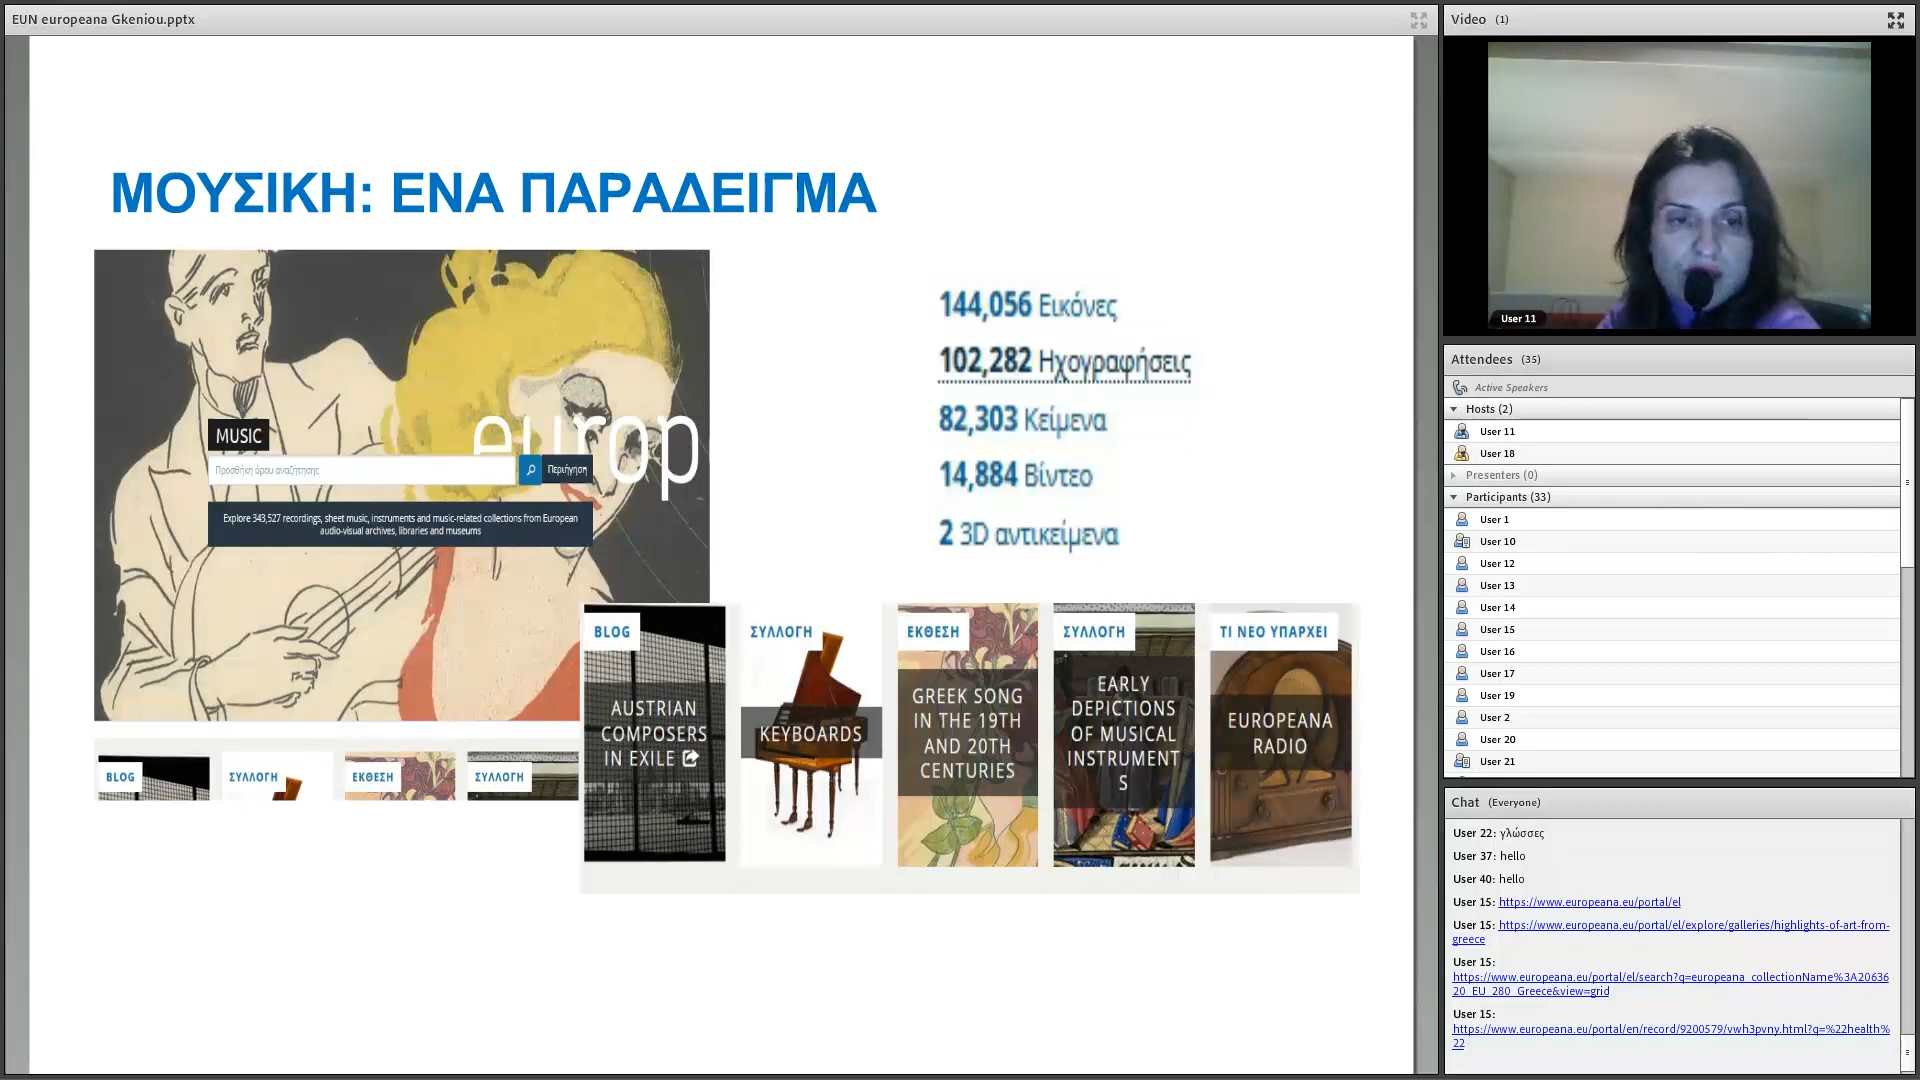 EUN europeana Gkeniou.pptx
ΜΟΥΣΙΚΗ: ΕΝΑ ΠΑΡΑΔΕΙΓΜΑ
europ
MUSIC
Προσθήκη όρου αναζήτησης
Περιήγηση
Explore 343,527 recordings, sheet music, instruments and music-related collections from European
audio-visual archives, libraries and museums
BLOG
ΣΥΛΛΟΓΗ
ΕΚΘΕΣΗ
ΣΥΛΛΟΓΗ
144,056 Εικόνες
102,282 Ηχογραφήσεις
82,303 Κείμενα
14,884 Βίντεο
2 3D αντικείμενα
BLOG
AUSTRIAN
COMPOSERS
IN EXILE
ΣΥΛΛΟΓΗ
KEYBOARDS
ΕΚΘΕΣΗ
GREEK SONG
IN THE 19TH
AND 20TH
CENTURIES
ΣΥΛΛΟΓΗ
EARLY
DEPICTIONS
OF MUSICAL
INSTRUMENT
S
ΤΙ ΝΕΟ ΥΠΑΡΧΕΙ
EUROPEANA
RADIO
Video (1)
User 11
Attendees (35)
Active Speakers
Hosts (2)
User 11
User 18
Presenters (0)
Participants (33)
User 1
User 10
User 12
User 13
User 14
User 15
User 16
User 17
User 19
User 2
User 20
User 21
Chat (Everyone)
User 22: γλώσσες
User 37: hello
User 40: hello
User 15: https://www.europeana.eu/portal/el
User 15: https://www.europeana.eu/portal/el/explore/galleries/highlights-of-art-from-
greece
User 15:
https://www.europeana.eu/portal/el/search?q=europeana_collectionName%3A20636
20_EU_280_Greece&view=grid
User 15:
https://www.europeana.eu/portal/en/record/9200579/vwh3pvny.html?q=%22health%
22